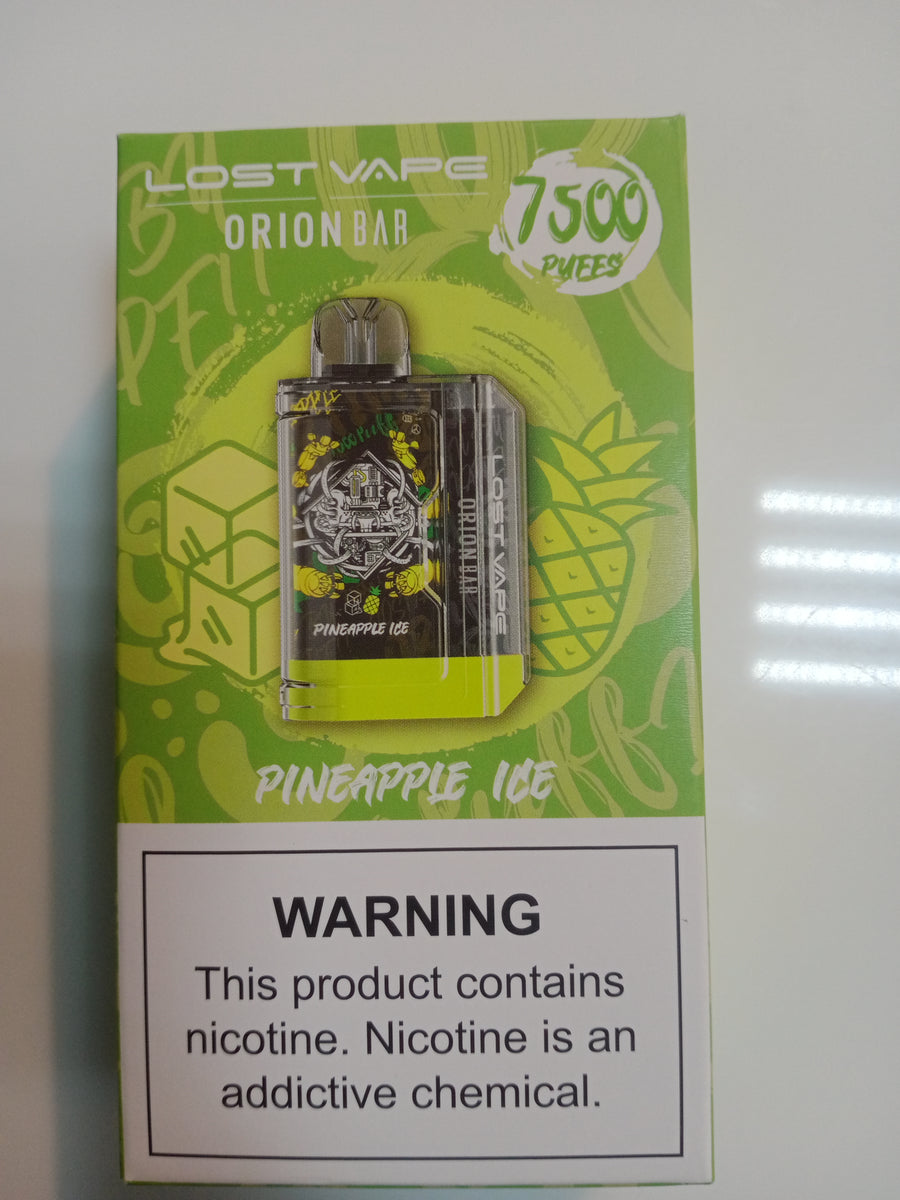 LOST VAPE
ORION BAR
7500
PUFFS
LOST VAPE
ORION BAR
PINEAPPLE ICE
PINEAPPLE ICE
WARNING
This product contains
nicotine. Nicotine is an
addictive chemical.